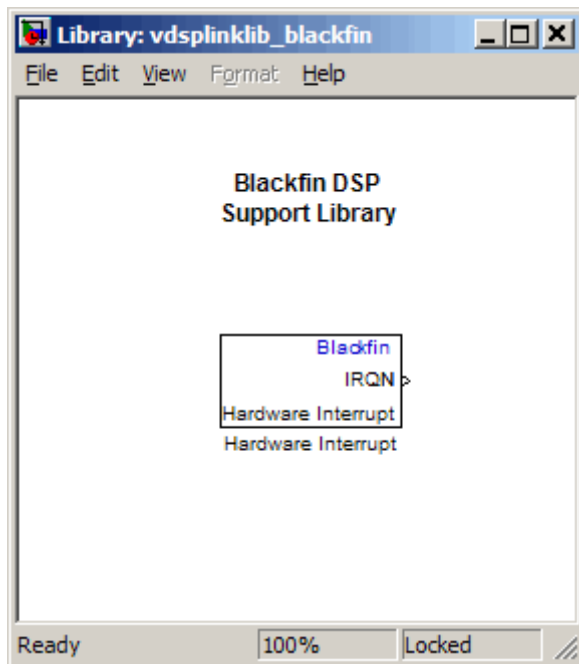 Library: vdsplinklib_blackfin
File Edit View Format Help
Blackfin DSP
Support Library
Blackfin
IRQN
Hardware Interrupt
Hardware Interrupt
Ready 100% Locked